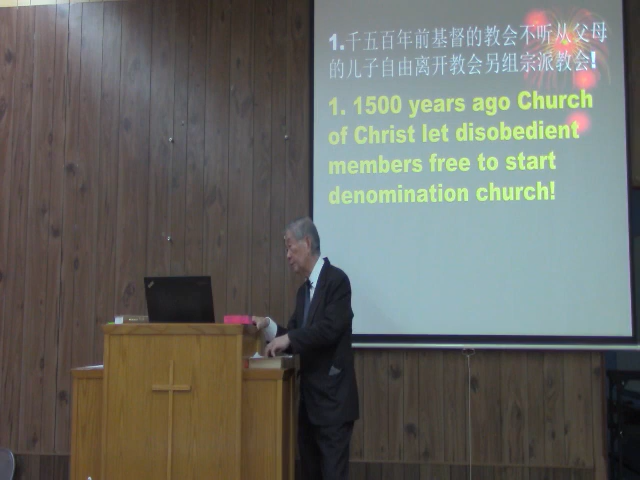 1.千五百年前基督的教会不听从父母
的儿子自由离开教会另组宗派教会!
1. 1500 years ago Church
of Christ let disobedient
members free to start
denomination church!